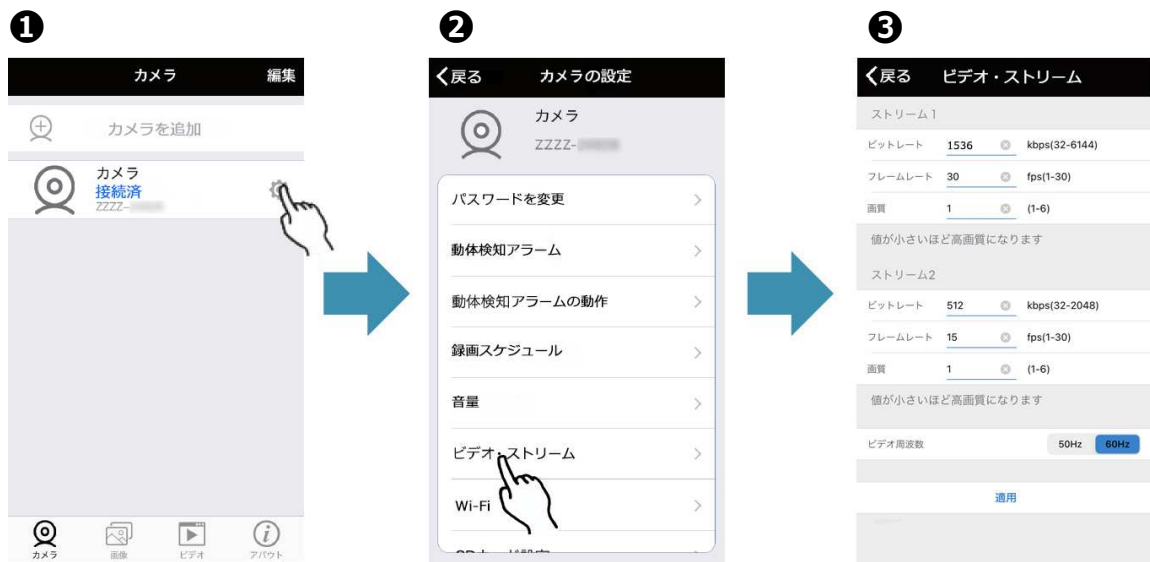 ❶
カメラ 編集
カメラを追加
カメラ
接続済
ZZZZ-
カメラ 画像 ビデオ アバウト
❷
戻る カメラの設定
カメラ
ZZZZ-
パスワードを変更
動体検知アラーム
動体検知アラームの動作
録画スケジュール
音量
ビデオ・ストリーム
Wi-Fi
❸
戻る ビデオ・ストリーム
ストリーム1
ビットレート 1536 kbps(32-6144)
フレームレート 30 fps(1-30)
画質 1 (1-6)
値が小さいほど高画質になります
ストリーム2
ビットレート 512 kbps(32-2048)
フレームレート 15 fps(1-30)
画質 1 (1-6)
値が小さいほど高画質になります
ビデオ周波数 50Hz 60Hz
適用